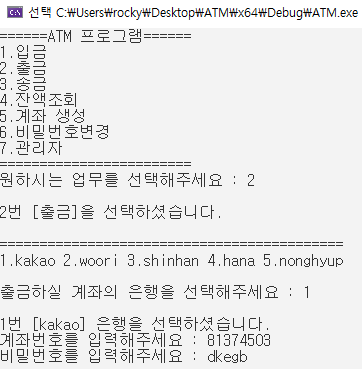 선택 C:₩Users₩rocky₩Desktop₩ATM₩x64₩Debug₩ATM.exe
======ATM 프로그램======
1.입금
2.출금
3.송금
4.잔액조회
5.계좌 생성
6.비밀번호변경
7.관리자
========================
원하시는 업무를 선택해주세요 : 2
2번 [출금]을 선택하셨습니다.
==========================================
1.kakao 2.woori 3.shinhan 4.hana 5.nonghyup
출금하실 계좌의 은행을 선택해주세요 : 1
1번 [kakao] 은행을 선택하셨습니다.
계좌번호를 입력해주세요 : 81374503
비밀번호를 입력해주세요 : dkegb